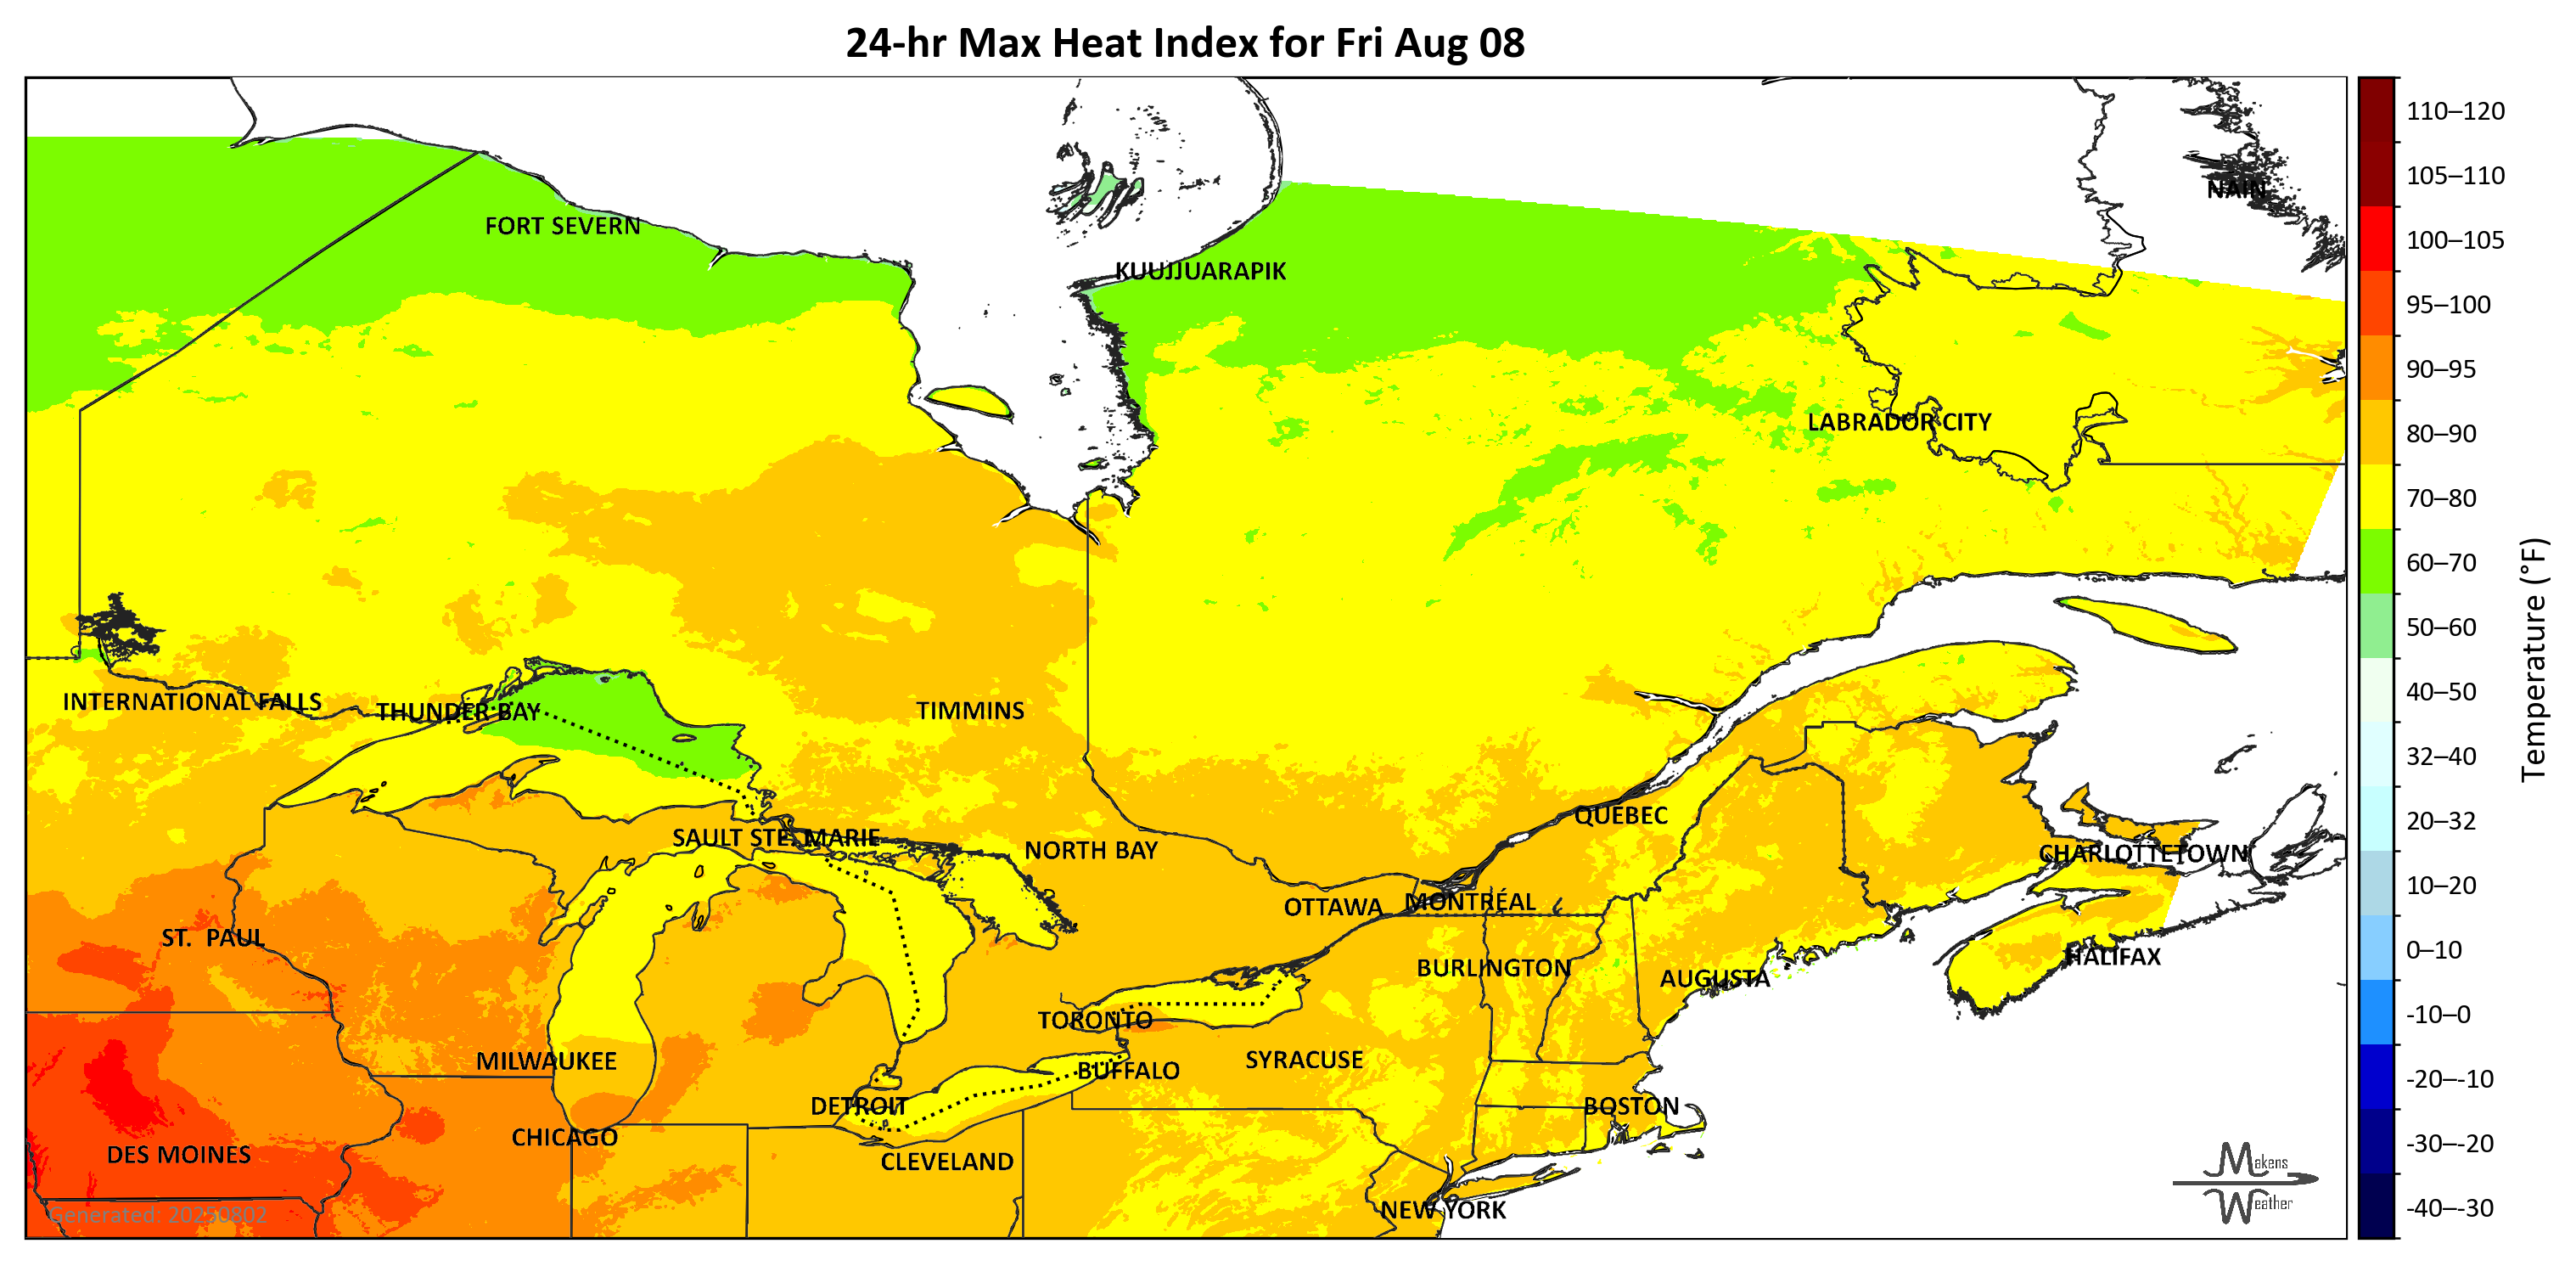 24-hr Max Heat Index for Fri Aug 08
NAIN
FORT SEVERN
KUUJJUARAPIK
LABRADOR CITY
INTERNATIONAL FALLS
THUNDER BAY
TIMMINS
QUEBEC
SAULT STE. MARIE
NORTH BAY
CHARLOTTETOWN
OTTAWA
MONTRÉAL
ST. PAUL
HALIFAX
BURLINGTON
AUGUSTA
TORONTO
MILWAUKEE
SYRACUSE
BUFFALO
DETROIT
BOSTON
CHICAGO
DES MOINES
CLEVELAND
NEW YORK
Generated: 20250802
Makens
Weather
110–120
105–110
100–105
95–100
90–95
80–90
70–80
60–70
50–60
40–50
32–40
20–32
10–20
0–10
-10–0
-20–-10
-30–-20
-40–-30
Temperature (°F)